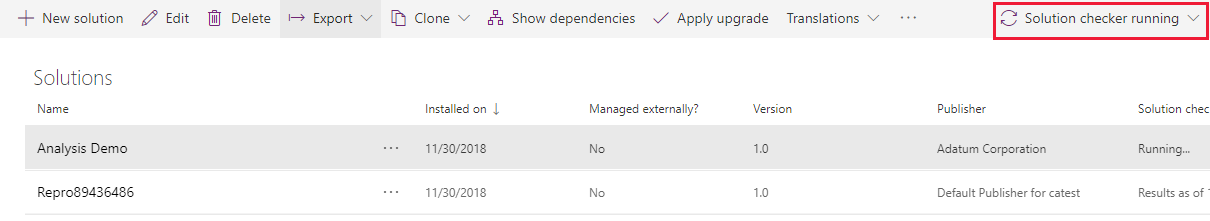 New solution Edit Delete Export Clone Show dependencies Apply upgrade Translations ... Solution checker running
Solutions
Name Installed on Managed externally? Version Publisher Solution chec
Analysis Demo ... 11/30/2018 No 1.0 Adatum Corporation Running...
Repro89436486 ... 11/30/2018 No 1.0 Default Publisher for catest Results as of